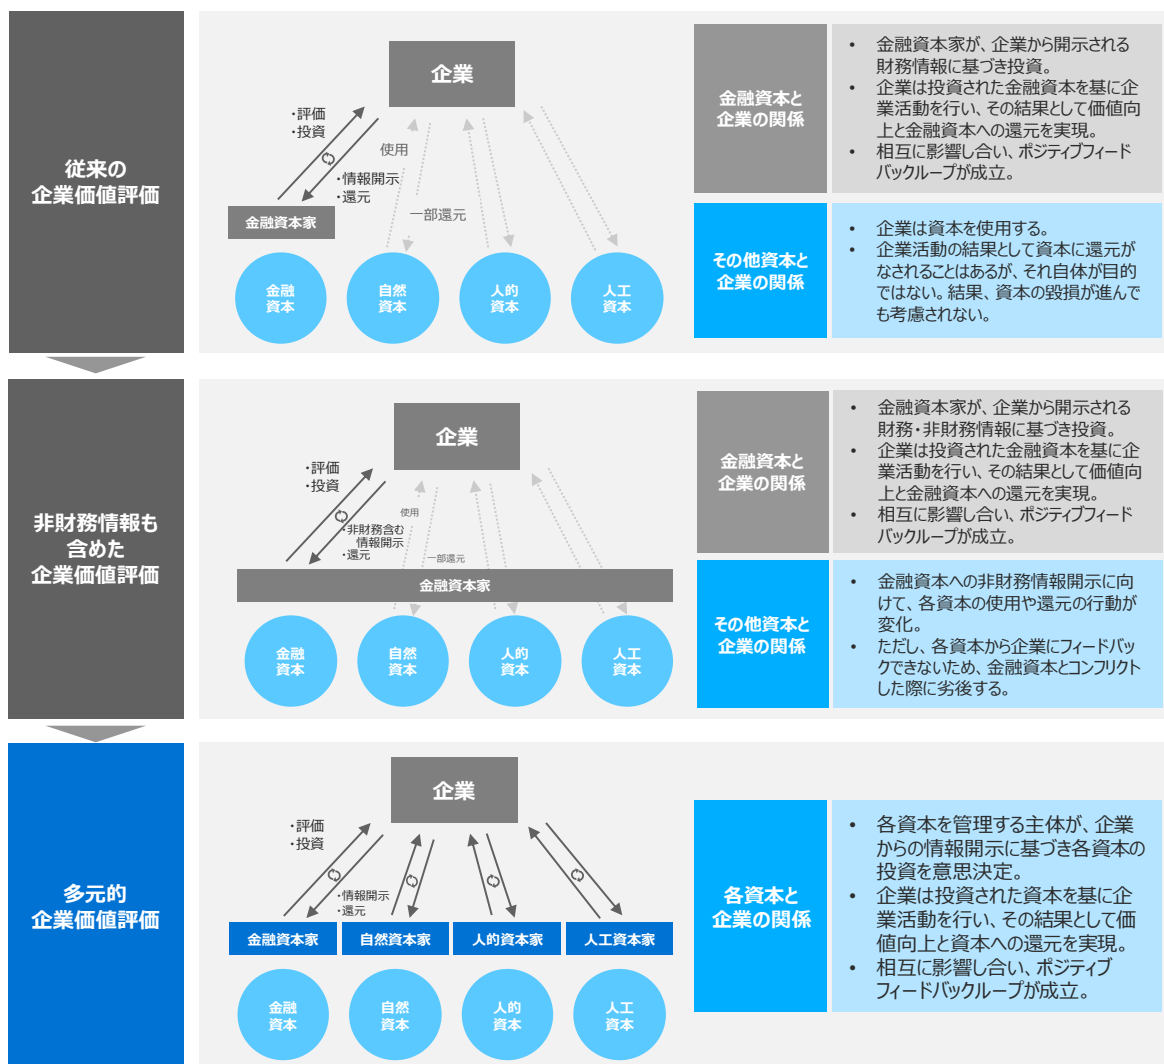 従来の
企業価値評価
企業
・評価
・投資
使用
・情報開示
・還元
一部還元
金融資本家
金融
資本
自然
資本
人的
資本
人工
資本
金融資本と
企業の関係
• 金融資本家が、企業から開示される
財務情報に基づき投資。
• 企業は投資された金融資本を基に企
業活動を行い、その結果として価値向
上と金融資本への還元を実現。
• 相互に影響し合い、ポジティブフィード
バックループが成立。
その他資本と
企業の関係
• 企業は資本を使用する。
• 企業活動の結果として資本に還元が
なされることはあるが、それ自体が目的
ではない。結果、資本の毀損が進んで
も考慮されない。
非財務情報も
含めた
企業価値評価
企業
・評価
・投資
使用
・非財務含む
情報開示
・還元
一部還元
金融資本家
金融
資本
自然
資本
人的
資本
人工
資本
金融資本と
企業の関係
• 金融資本家が、企業から開示される
財務・非財務情報に基づき投資。
• 企業は投資された金融資本を基に企
業活動を行い、その結果として価値向
上と金融資本への還元を実現。
• 相互に影響し合い、ポジティブフィード
バックループが成立。
その他資本と
企業の関係
• 金融資本への非財務情報開示に向
けて、各資本の使用や還元の行動が
変化。
• ただし、各資本から企業にフィードバッ
クできないため、金融資本とコンフリクト
した際に劣後する。
多元的
企業価値評価
企業
・評価
・投資
・情報開示
・還元
金融資本家
自然資本家
人的資本家
人工資本家
金融
資本
自然
資本
人的
資本
人工
資本
各資本と
企業の関係
• 各資本を管理する主体が、企業
からの情報開示に基づき各資本の
投資を意思決定。
• 企業は投資された資本を基に企
業活動を行い、その結果として価
値向上と資本への還元を実現。
• 相互に影響し合い、ポジティブ
フィードバックループが成立。